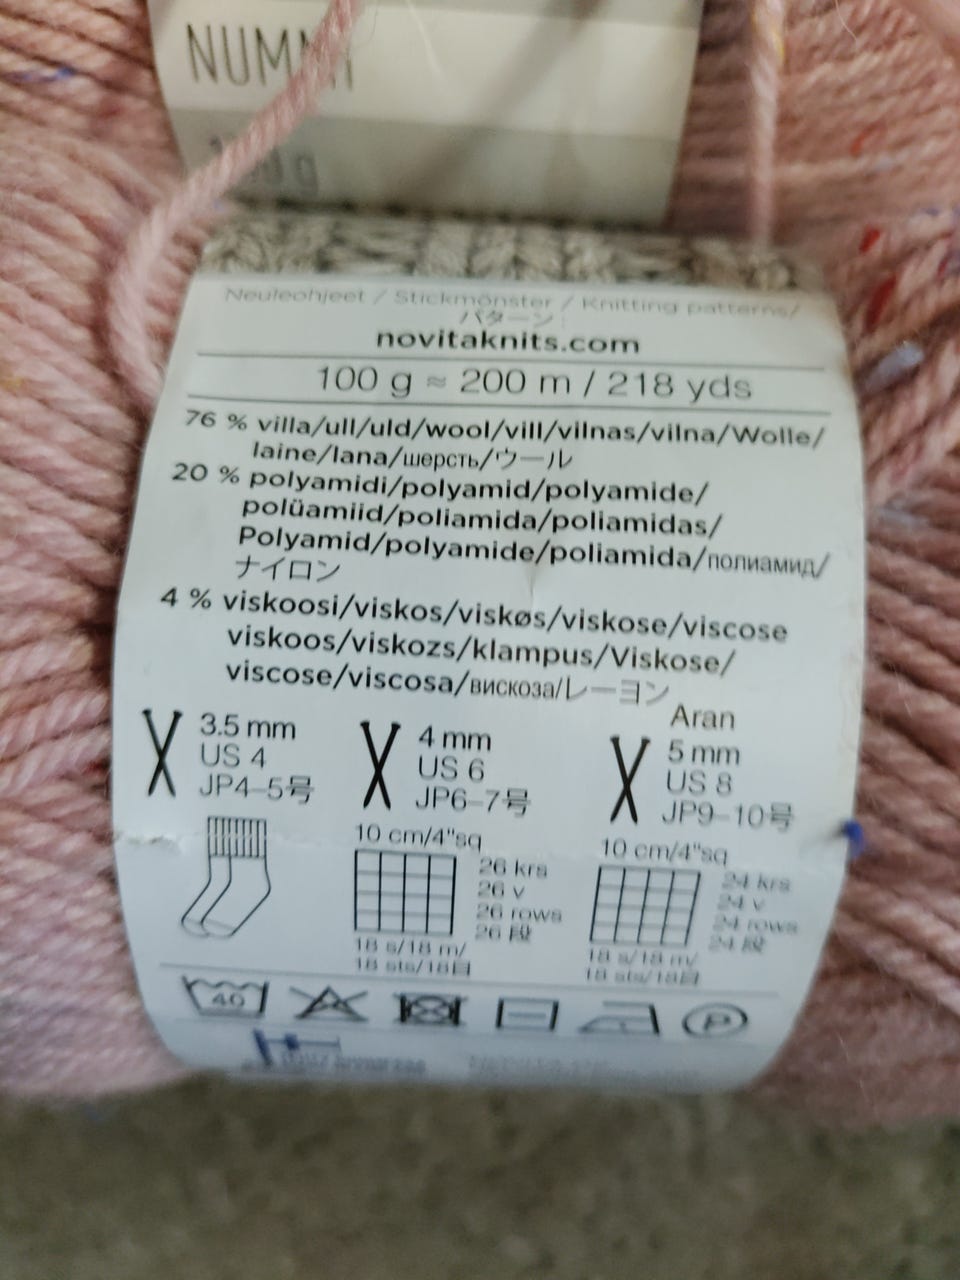 NUMMI
100 g
Neuleohjeet / Stickmönster / Knitting patterns/
パターン:
novitaknits.com
100 g ≈ 200 m / 218 yds
76 % villa/ull/uld/wool/vill/vilnas/vilna/Wolle/
laine/lana/шерсть/ウール
20 % polyamidi/polyamid/polyamide/
polüamiid/poliamida/poliamidas/
Polyamid/polyamide/poliamida/полиамид/
ナイロン
4 % viskoosi/viskos/viskøs/viskose/viscose
viskoos/viskozs/klampus/Viskose/
viscose/viscosa/вискоза/レーヨン
3.5 mm
US 4
JP4-5号
4 mm
US 6
JP6-7号
10 cm/4"sq
26 krs
26 v
26 rows
26 段
18 s/18 m/
18 sts/18目
Aran
5 mm
US 8
JP9-10号
10 cm/4"sq
24 krs
24 v
24 rows
24 段
18 s/18 m/
18 sts/18目
40
P